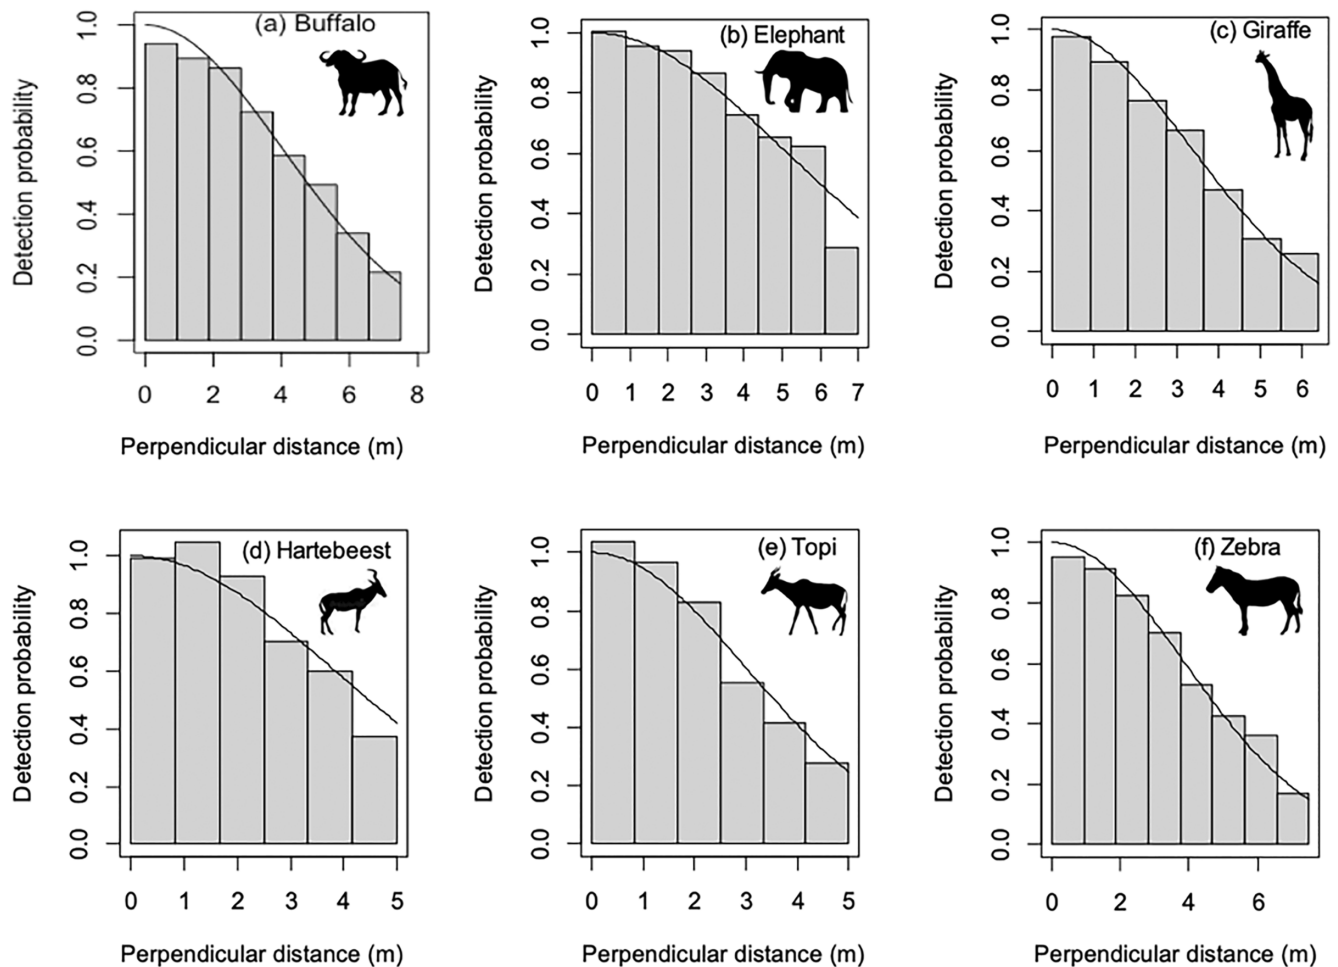 (a) Buffalo
Detection probability
1.0
0.8
0.6
0.4
0.2
0.0
0 2 4 6 8
Perpendicular distance (m)
(b) Elephant
Detection probability
1.0
0.8
0.6
0.4
0.2
0.0
0 1 2 3 4 5 6 7
Perpendicular distance (m)
(c) Giraffe
Detection probability
1.0
0.8
0.6
0.4
0.2
0.0
0 1 2 3 4 5 6
Perpendicular distance (m)
(d) Hartebeest
Detection probability
1.0
0.8
0.6
0.4
0.2
0.0
0 1 2 3 4 5
Perpendicular distance (m)
(e) Topi
Detection probability
1.0
0.8
0.6
0.4
0.2
0.0
0 1 2 3 4 5
Perpendicular distance (m)
(f) Zebra
Detection probability
1.0
0.8
0.6
0.4
0.2
0.0
0 2 4 6
Perpendicular distance (m)